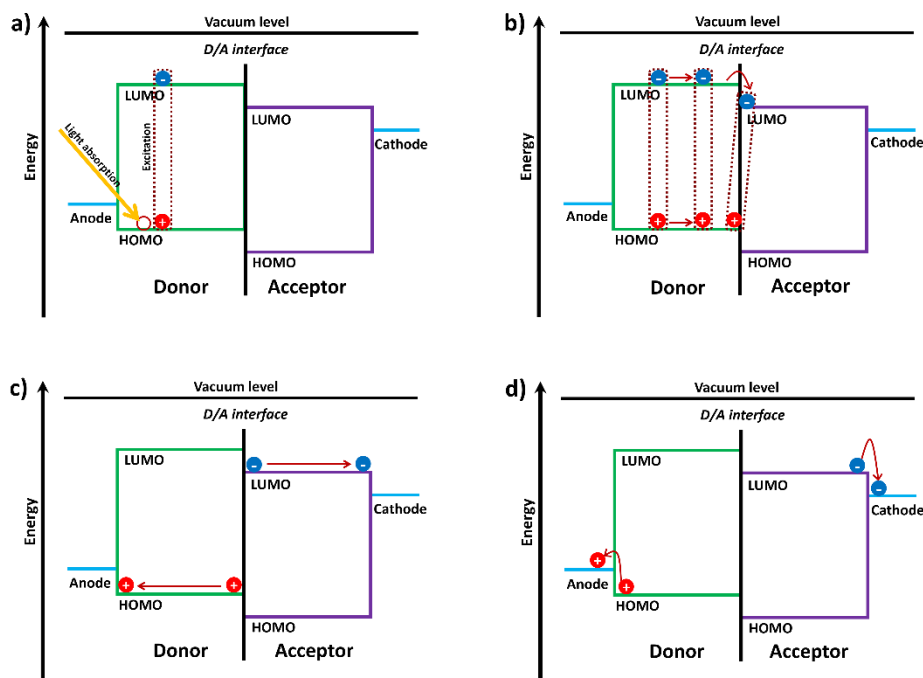 a)
Vacuum level
D/A interface
Energy
LUMO
LUMO
Light absorption
Excitation
-
+
Cathode
Anode
HOMO
HOMO
Donor
Acceptor
b)
Vacuum level
D/A interface
Energy
- - -
LUMO
LUMO
Cathode
Anode
+ + +
HOMO
HOMO
Donor
Acceptor
c)
Vacuum level
D/A interface
Energy
LUMO
- -
LUMO
Cathode
Anode
+ +
HOMO
HOMO
Donor
Acceptor
d)
Vacuum level
D/A interface
Energy
LUMO
-
LUMO
-
Cathode
+
Anode
+
HOMO
HOMO
Donor
Acceptor